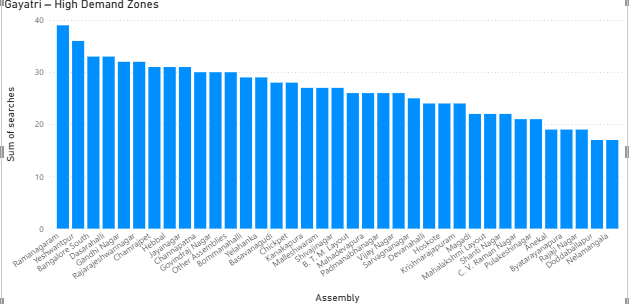 Gayatri – High Demand Zones
40
30
20
10
0
Sum of searches
Ramanagaram
Yeshwantpur
Bangalore South
Dasarahalli
Gandhi Nagar
Rajarajeshwarinagar
Chamrajpet
Hebbal
Jayanagar
Channapatna
Govindraj Nagar
Other Assemblies
Bommanahalli
Yelahanka
Basavanagudi
Chickpet
Kanakapura
Malleshwaram
Shivajinagar
B. T. M. Layout
Mahadevapura
Padmanabhanagar
Vijay Nagar
Sarvagnanagar
Devanahalli
Hoskote
Krishnarajapuram
Magadi
Mahalakshmi Layout
Shanti Nagar
C. V. Raman Nagar
Pulakeshinagar
Anekal
Byatarayanapura
Rajaji Nagar
Doddaballapur
Nelamangala
Assembly